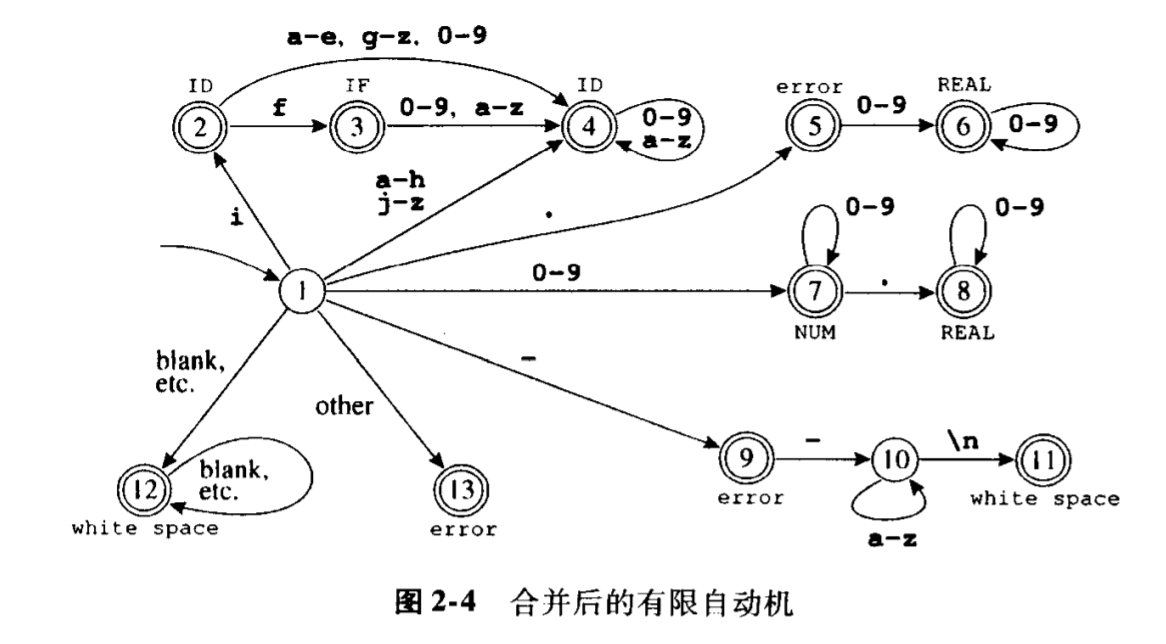 a-e, g-z, 0-9
ID IF ID error REAL
2 f 3 0-9, a-z 4 0-9 5 0-9 6 0-9
a-z
a-h
j-z
i .
0-9 0-9
0-9
1 7 . 8
NUM REAL
blank,
etc.
-
other
9 - 10 \n 11
blank,
12 etc. 13
error white space
white space error
a-z
图 2-4 合并后的有限自动机